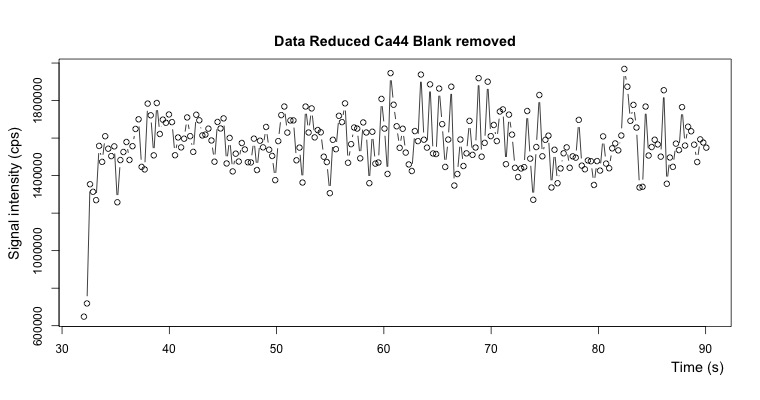 Data Reduced Ca44 Blank removed
Signal intensity (cps)
1800000
1400000
1000000
600000
30 40 50 60 70 80 90
Time (s)